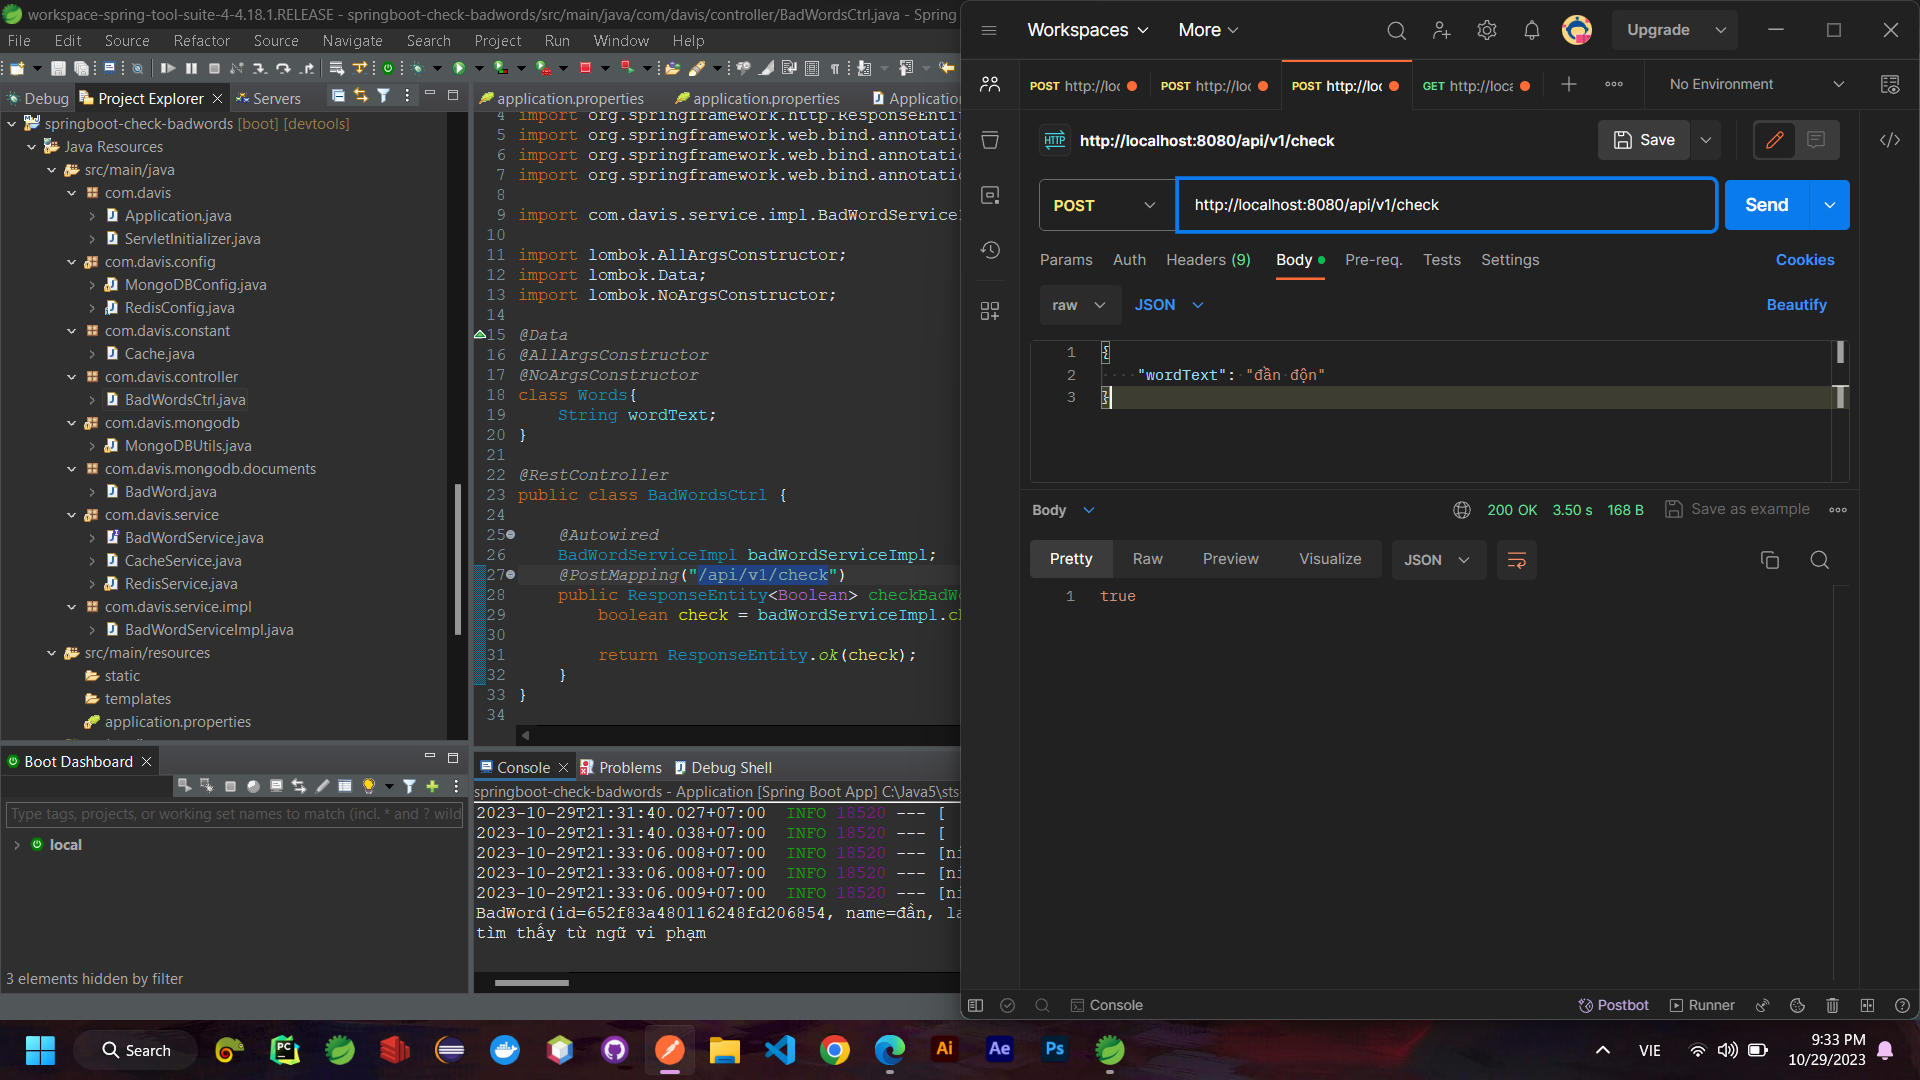 workspace-spring-tool-suite-4-4.18.1.RELEASE - springboot-check-badwords/src/main/java/com/davis/controller/BadWordsCtrl.java - Spring
File Edit Source Refactor Source Navigate Search Project Run Window Help
Debug Project Explorer Servers
springboot-check-badwords [boot] [devtools]
Java Resources
src/main/java
com.davis
Application.java
ServletInitializer.java
com.davis.config
MongoDBConfig.java
RedisConfig.java
com.davis.constant
Cache.java
com.davis.controller
BadWordsCtrl.java
com.davis.mongodb
MongoDBUtils.java
com.davis.mongodb.documents
BadWord.java
com.davis.service
BadWordService.java
CacheService.java
RedisService.java
com.davis.service.impl
BadWordServiceImpl.java
src/main/resources
static
templates
application.properties
Boot Dashboard
Type tags, projects, or working set names to match (incl. * and ? wild
local
3 elements hidden by filter
application.properties application.properties Application
4 import org.springframework.http.ResponseEnti
5 import org.springframework.web.bind.annotatio
6 import org.springframework.web.bind.annotatio
7 import org.springframework.web.bind.annotatio
8
9 import com.davis.service.impl.BadWordService
10
11 import lombok.AllArgsConstructor;
12 import lombok.Data;
13 import lombok.NoArgsConstructor;
14
15 @Data
16 @AllArgsConstructor
17 @NoArgsConstructor
18 class Words{
19 String wordText;
20 }
21
22 @RestController
23 public class BadWordsCtrl {
24
25 @Autowired
26 BadWordServiceImpl badWordServiceImpl;
27 @PostMapping("/api/v1/check")
28 public ResponseEntity<Boolean> checkBadWo
29 boolean check = badWordServiceImpl.ch
30
31 return ResponseEntity.ok(check);
32 }
33 }
34
Console Problems Debug Shell
springboot-check-badwords - Application [Spring Boot App] C:\Java5\sts
2023-10-29T21:31:40.027+07:00 INFO 18520 --- [
2023-10-29T21:31:40.038+07:00 INFO 18520 --- [
2023-10-29T21:33:06.008+07:00 INFO 18520 --- [ni
2023-10-29T21:33:06.008+07:00 INFO 18520 --- [ni
2023-10-29T21:33:06.009+07:00 INFO 18520 --- [ni
BadWord(id=652f83a480116248fd206854, name=đần, la
tìm thấy từ ngữ vi phạm
Workspaces More Upgrade
POST http://loc POST http://loc POST http://loc GET http://loca No Environment
HTTP http://localhost:8080/api/v1/check Save
POST http://localhost:8080/api/v1/check Send
Params Auth Headers (9) Body Pre-req. Tests Settings Cookies
raw JSON Beautify
1 {
2 "wordText": "đần độn"
3 }
Body 200 OK 3.50 s 168 B Save as example
Pretty Raw Preview Visualize JSON
1 true
Console Postbot Runner
Search PC Ai Ae Ps VIE 9:33 PM
10/29/2023